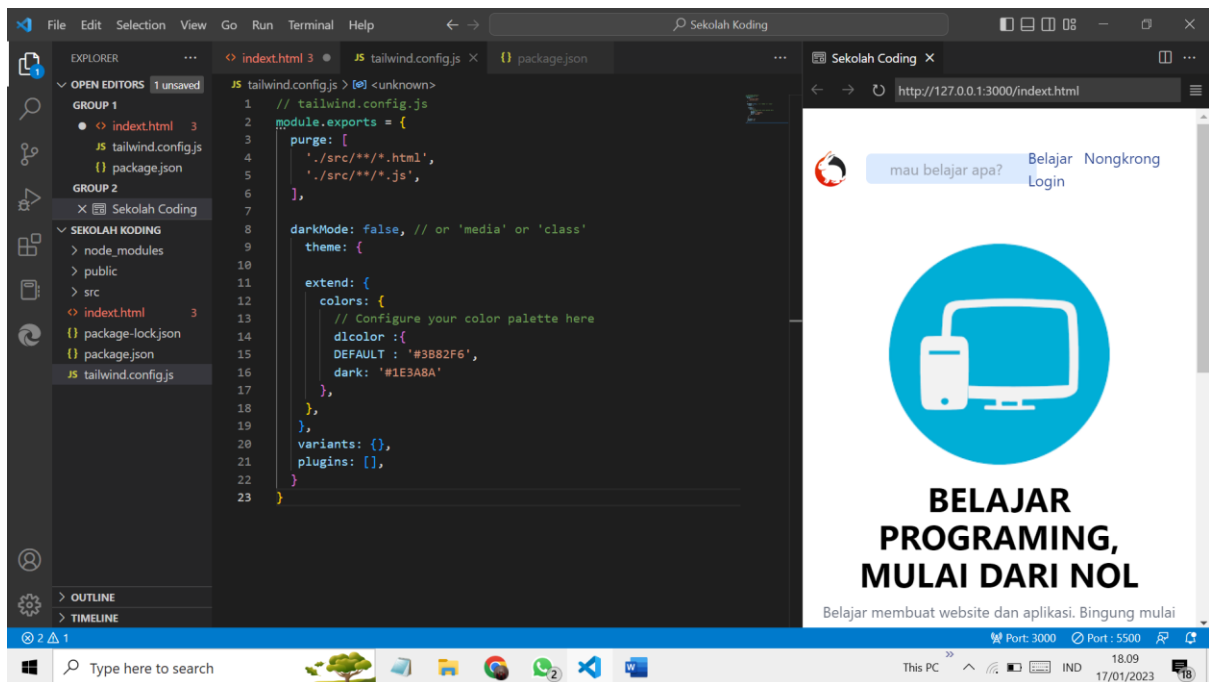 File Edit Selection View Go Run Terminal Help
Sekolah Koding
EXPLORER
OPEN EDITORS 1 unsaved
GROUP 1
indext.html 3
JS tailwind.config.js
{} package.json
GROUP 2
Sekolah Coding
SEKOLAH KODING
node_modules
public
src
indext.html 3
{} package-lock.json
{} package.json
JS tailwind.config.js
OUTLINE
TIMELINE
indext.html 3
JS tailwind.config.js
{} package.json
JS tailwind.config.js > <unknown>
1 // tailwind.config.js
2 module.exports = {
3 purge: [
4 './src/**/*.html',
5 './src/**/*.js',
6 ],
7
8 darkMode: false, // or 'media' or 'class'
9 theme: {
10
11 extend: {
12 colors: {
13 // Configure your color palette here
14 dlcolor :{
15 DEFAULT : '#3B82F6',
16 dark: '#1E3A8A'
17 },
18 },
19 },
20 variants: {},
21 plugins: [],
22 }
23 }
Sekolah Coding
http://127.0.0.1:3000/indext.html
mau belajar apa?
Belajar Nongkrong
Login
BELAJAR
PROGRAMING,
MULAI DARI NOL
Belajar membuat website dan aplikasi. Bingung mulai
2 1
Port: 3000 Port : 5500
Type here to search
2
This PC
IND
18.09
17/01/2023
18